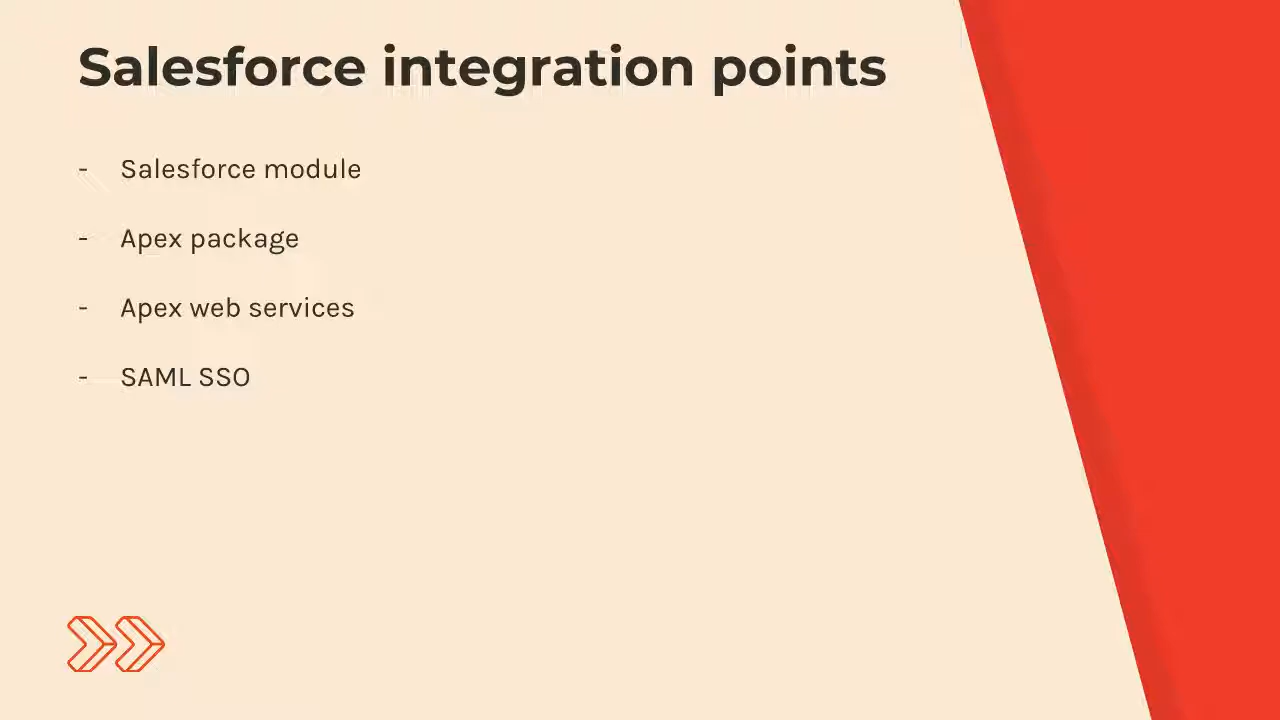 Salesforce integration points
- Salesforce module
- Apex package
- Apex web services
- SAML SSO